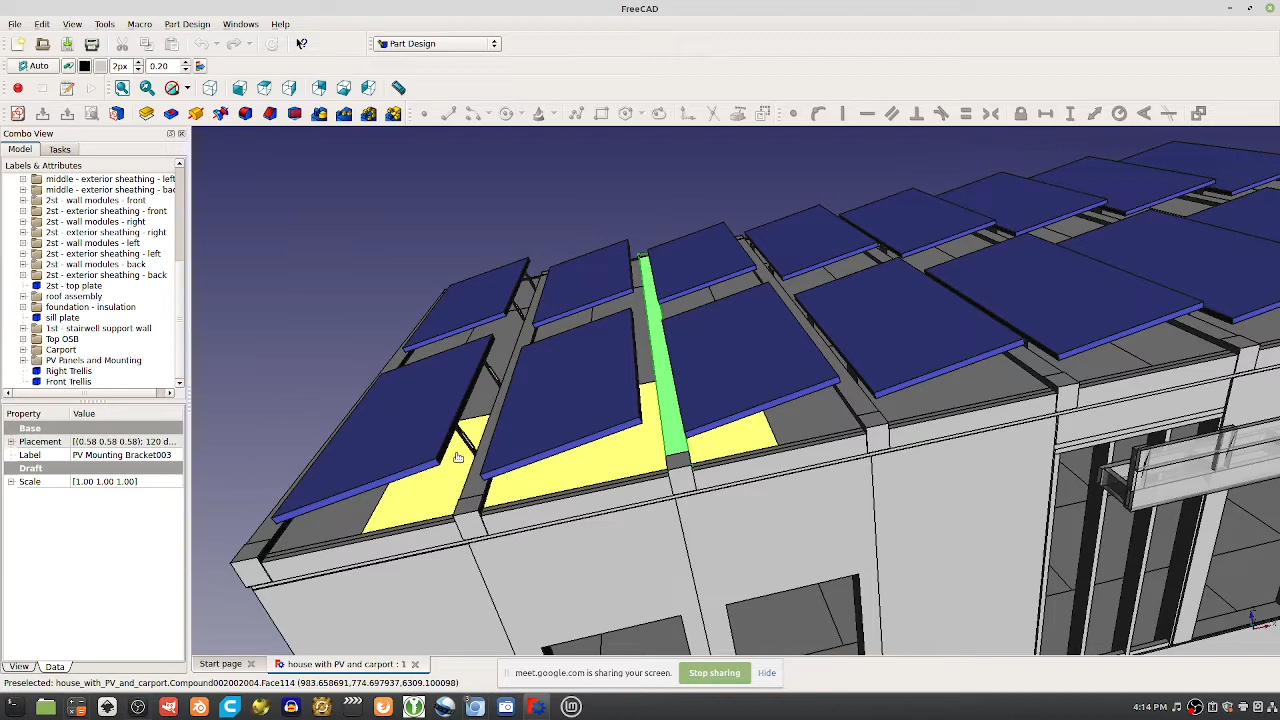 FreeCAD
File Edit View Tools Macro Part Design Windows Help
Part Design
Auto 2px 0.20
Combo View
Model Tasks
Labels & Attributes
middle - exterior sheathing - left
middle - exterior sheathing - bac
2st - wall modules - front
2st - exterior sheathing - front
2st - wall modules - right
2st - exterior sheathing - right
2st - wall modules - left
2st - exterior sheathing - left
2st - wall modules - back
2st - exterior sheathing - back
2st - top plate
roof assembly
foundation - insulation
sill plate
1st - stairwell support wall
Top OSB
Carport
PV Panels and Mounting
Right Trellis
Front Trellis
Property Value
Base
Placement [(0.58 0.58 0.58); 120 d...
Label PV Mounting Bracket003
Draft
Scale [1.00 1.00 1.00]
View Data
Start page house with PV and carport : 1
meet.google.com is sharing your screen. Stop sharing Hide
Preselected: house_with_PV_and_carport.Compound002002004.Face114 (983.658691,774.697937,6309.100098)
4:14 PM